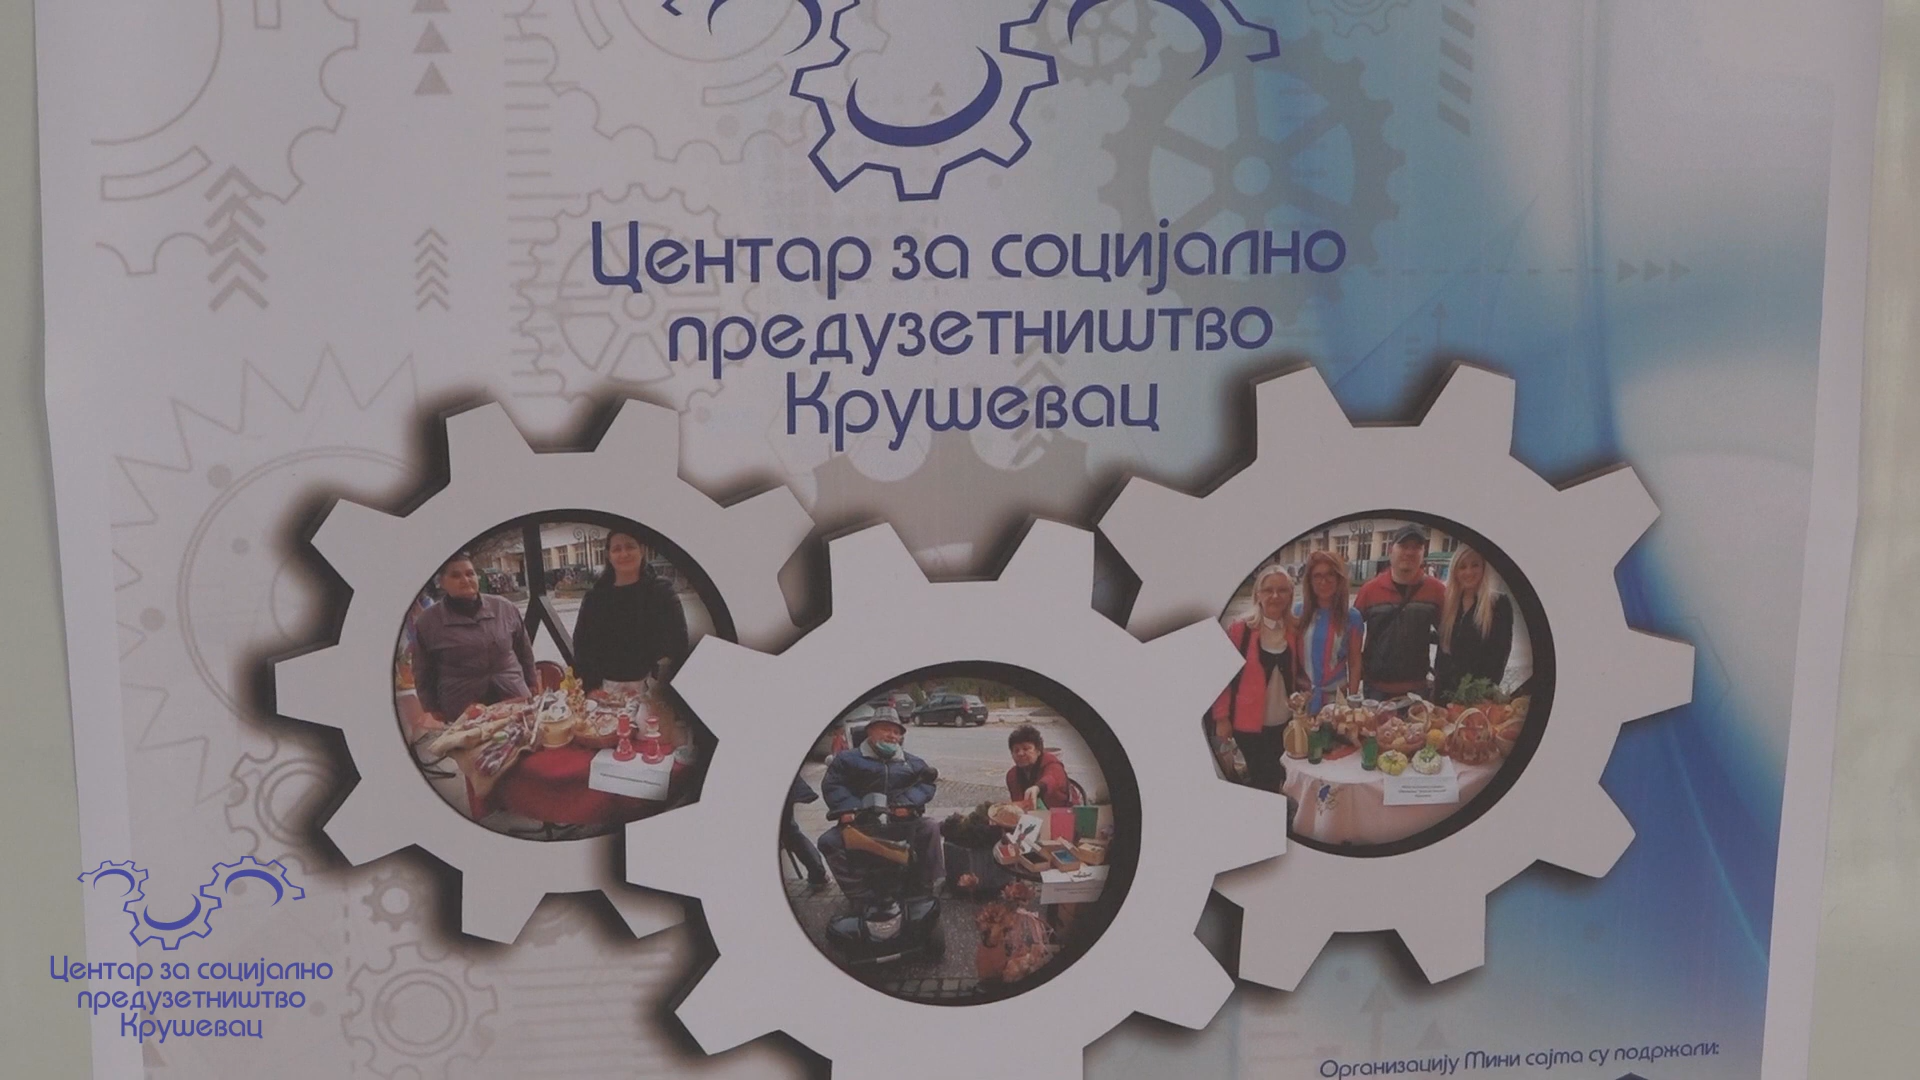 Центар за социјално
предузетништво
Крушевац
Центар за социјално
предузетништво
Крушевац
Организацију Мини сајма су подржали: